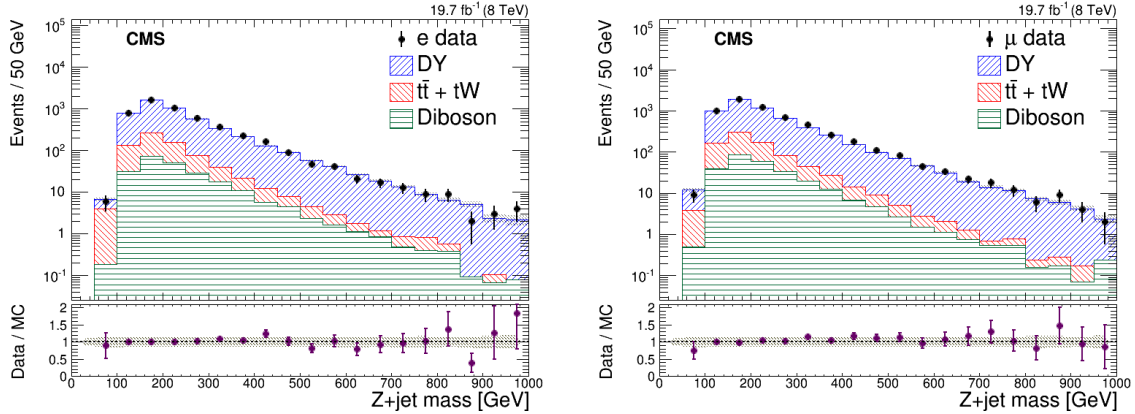 19.7 fb⁻¹ (8 TeV)
CMS
e data
DY
tt̄ + tW
Diboson
Events / 50 GeV
10⁵
10⁴
10³
10²
10
1
10⁻¹
Data / MC
2
1.5
1
0.5
0
0 100 200 300 400 500 600 700 800 900 1000
Z+jet mass [GeV]
19.7 fb⁻¹ (8 TeV)
CMS
μ data
DY
tt̄ + tW
Diboson
Events / 50 GeV
10⁵
10⁴
10³
10²
10
1
10⁻¹
Data / MC
2
1.5
1
0.5
0
0 100 200 300 400 500 600 700 800 900 1000
Z+jet mass [GeV]